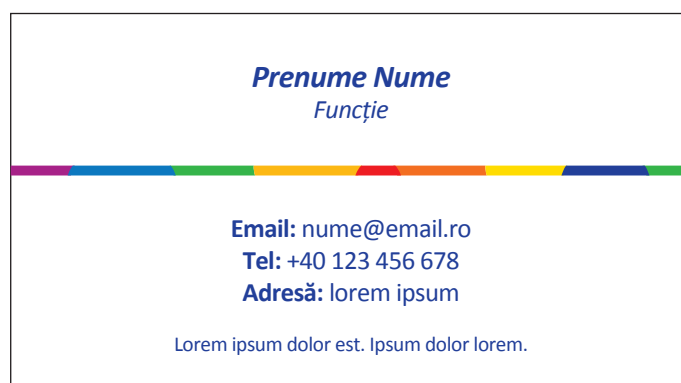 Prenume Nume
Funcție
Email: nume@email.ro
Tel: +40 123 456 678
Adresă: lorem ipsum
Lorem ipsum dolor est. Ipsum dolor lorem.